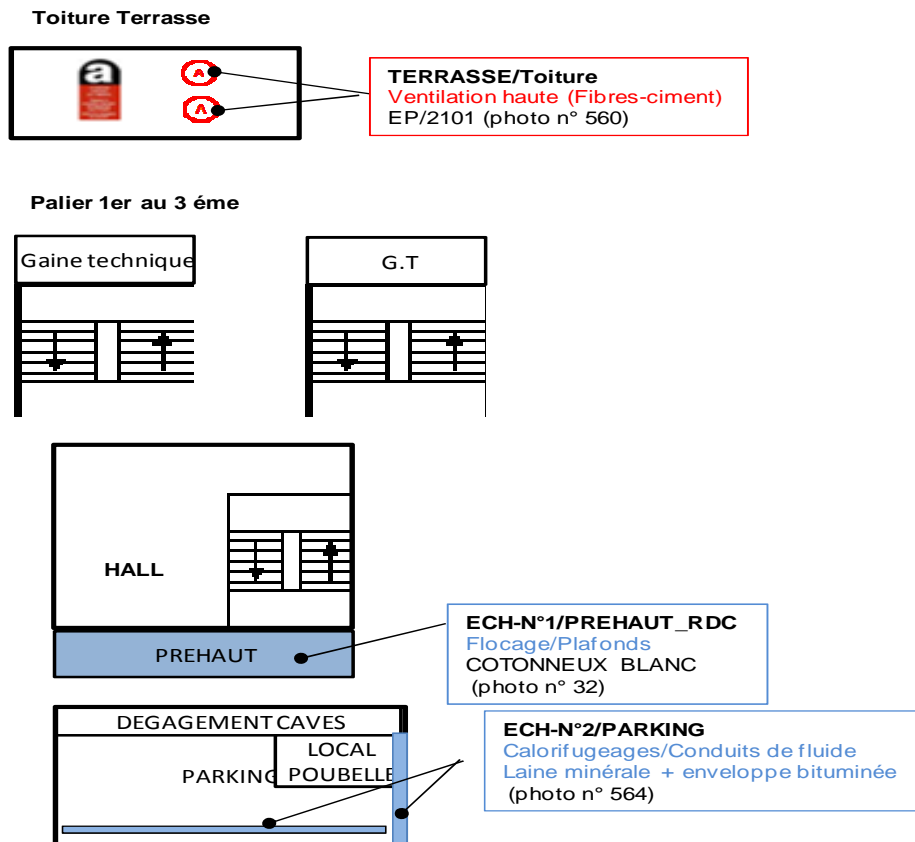 Toiture Terrasse
a
A
A
TERRASSE/Toiture
Ventilation haute (Fibres-ciment)
EP/2101 (photo n° 560)
Palier 1er au 3 éme
Gaine technique
G.T
HALL
PREHAUT
ECH-N°1/PREHAUT_RDC
Flocage/Plafonds
COTONNEUX BLANC
(photo n° 32)
DEGAGEMENT CAVES
LOCAL
PARKING POUBELLE
ECH-N°2/PARKING
Calorifugeages/Conduits de fluide
Laine minérale + enveloppe bituminée
(photo n° 564)